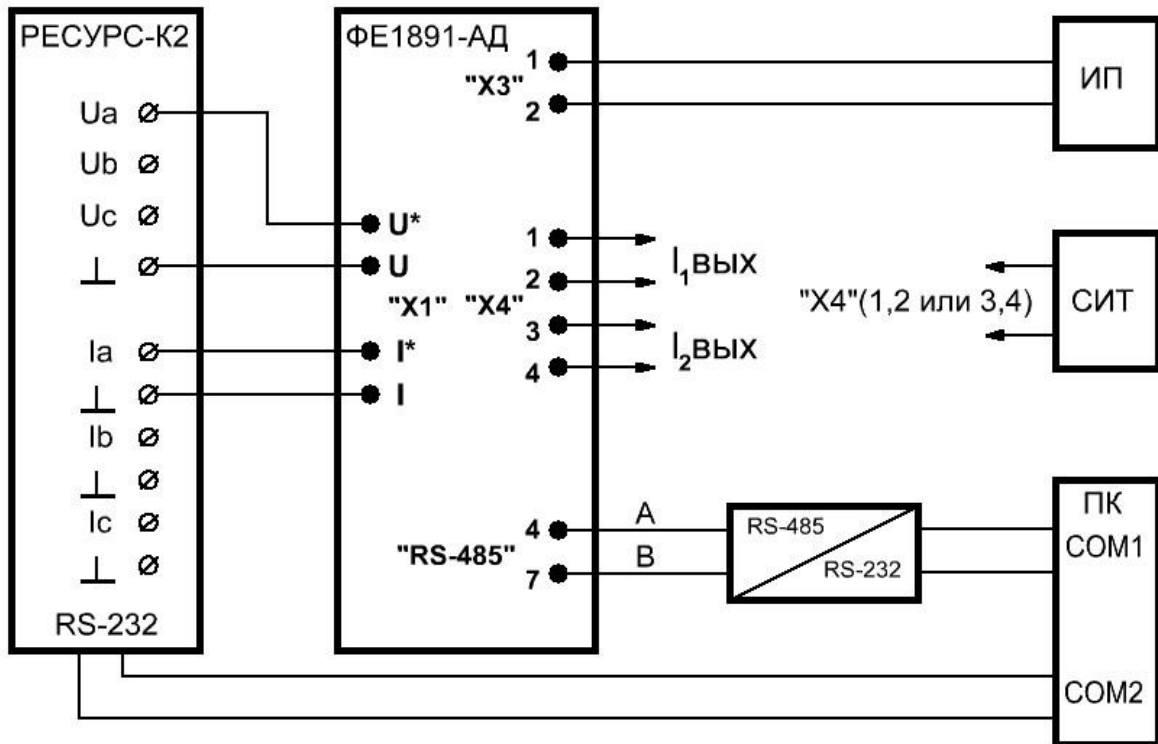 РЕСУРС-К2
Ua
Ub
Uc
Ia
Ib
Ic
RS-232
ФЕ1891-АД
1
"X3"
2
U*
U
"X1"
I*
I
1
2
"X4"
3
4
I1вых
I2вых
"RS-485"
4
7
A
B
RS-485
RS-232
ИП
"X4"(1,2 или 3,4)
СИТ
ПК
COM1
COM2